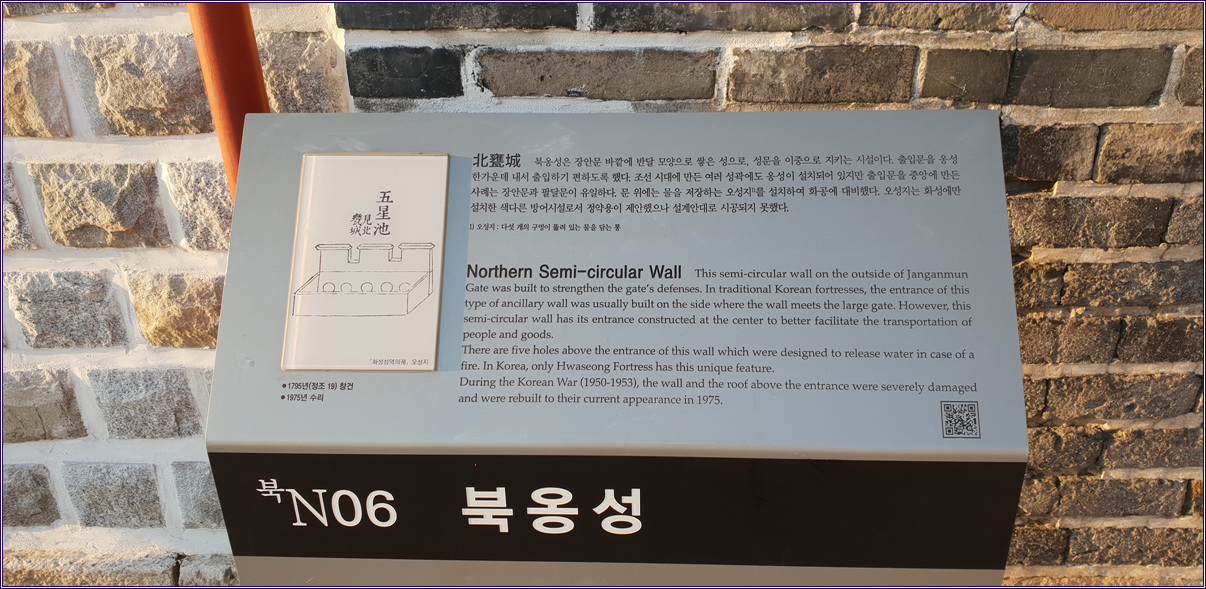 北甕城 북옹성은 장안문 바깥에 반달 모양으로 쌓은 성으로, 성문을 이중으로 지키는 시설이다. 출입문을 옹성
한가운데 내서 출입하기 편하도록 했다. 조선 시대에 만든 여러 성곽에도 옹성이 설치되어 있지만 출입문을 중앙에 만든
사례는 장안문과 팔달문이 유일하다. 문 위에는 물을 저장하는 오성지¹⁾를 설치하여 화공에 대비했다. 오성지는 화성에만
설치한 색다른 방어시설로서 정약용이 제안했으나 설계안대로 시공되지 못했다.
1) 오성지 : 다섯 개의 구멍이 뚫려 있는 물을 담는 통
五星池
見北
甕城
「화성성역의궤」 오성지
●1795년(정조 19) 창건
●1975년 수리
Northern Semi-circular Wall This semi-circular wall on the outside of Janganmun
Gate was built to strengthen the gate's defenses. In traditional Korean fortresses, the entrance of this
type of ancillary wall was usually built on the side where the wall meets the large gate. However, this
semi-circular wall has its entrance constructed at the center to better facilitate the transportation of
people and goods.
There are five holes above the entrance of this wall which were designed to release water in case of a
fire. In Korea, only Hwaseong Fortress has this unique feature.
During the Korean War (1950-1953), the wall and the roof above the entrance were severely damaged
and were rebuilt to their current appearance in 1975.
북N06 북옹성